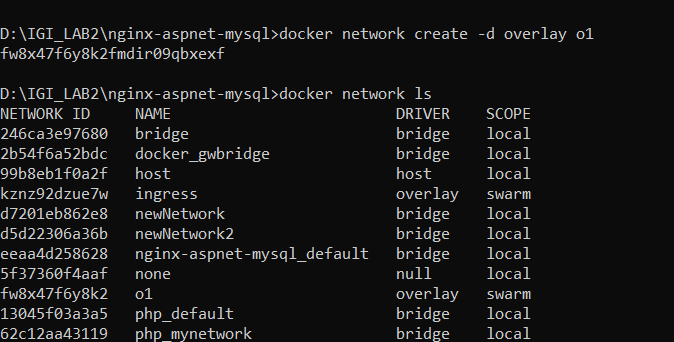 D:\IGI_LAB2\nginx-aspnet-mysql>docker network create -d overlay o1
fw8x47f6y8k2fmdir09qbxexf
D:\IGI_LAB2\nginx-aspnet-mysql>docker network ls
NETWORK ID     NAME                         DRIVER    SCOPE
246ca3e97680   bridge                       bridge    local
2b54f6a52bdc   docker_gwbridge              bridge    local
99b8eb1f0a2f   host                         host      local
kznz92dzue7w   ingress                      overlay   swarm
d7201eb862e8   newNetwork                   bridge    local
d5d22306a36b   newNetwork2                  bridge    local
eeaa4d258628   nginx-aspnet-mysql_default   bridge    local
5f37360f4aaf   none                         null      local
fw8x47f6y8k2   o1                           overlay   swarm
13045f03a3a5   php_default                  bridge    local
62c12aa43119   php_mynetwork                bridge    local